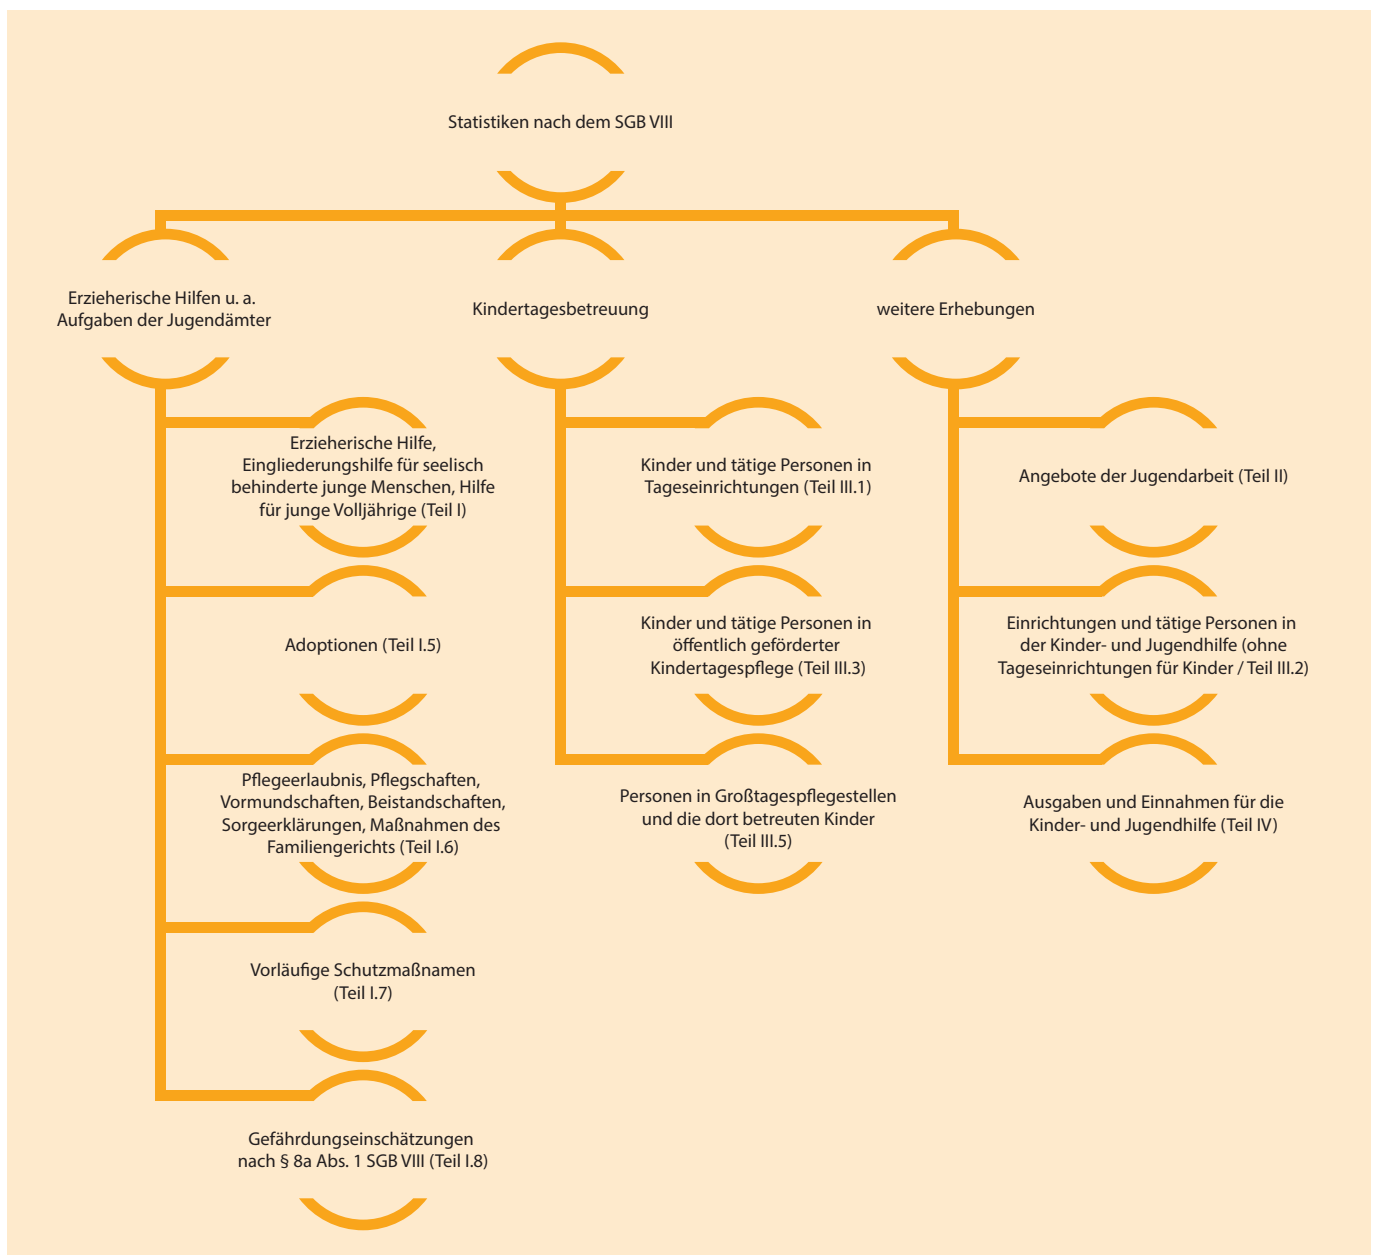 Statistiken nach dem SGB VIII
Erzieherische Hilfen u. a.
Aufgaben der Jugendämter
Erzieherische Hilfe,
Eingliederungshilfe für seelisch
behinderte junge Menschen, Hilfe
für junge Volljährige (Teil I)
Adoptionen (Teil I.5)
Pflegeerlaubnis, Pflegschaften,
Vormundschaften, Beistandschaften,
Sorgeerklärungen, Maßnahmen des
Familiengerichts (Teil I.6)
Vorläufige Schutzmaßnamen
(Teil I.7)
Gefährdungseinschätzungen
nach § 8a Abs. 1 SGB VIII (Teil I.8)
Kindertagesbetreuung
Kinder und tätige Personen in
Tageseinrichtungen (Teil III.1)
Kinder und tätige Personen in
öffentlich geförderter
Kindertagespflege (Teil III.3)
Personen in Großtagespflegestellen
und die dort betreuten Kinder
(Teil III.5)
weitere Erhebungen
Angebote der Jugendarbeit (Teil II)
Einrichtungen und tätige Personen in
der Kinder- und Jugendhilfe (ohne
Tageseinrichtungen für Kinder / Teil III.2)
Ausgaben und Einnahmen für die
Kinder- und Jugendhilfe (Teil IV)